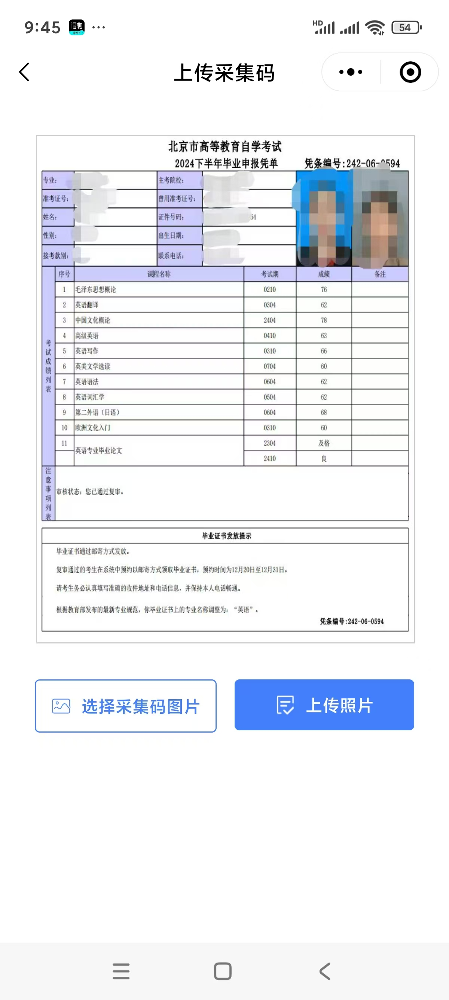 9:45 得物 ... HD 54
上传采集码
北京市高等教育自学考试
2024下半年毕业申报凭单 凭条编号:242-06-0594
专业: 主考院校:
准考证号: 曾用准考证号:
姓名: 证件号码: 64
性别: 出生日期:
接考款别: 联系电话:
考试成绩列表
序号 课程名称 考试期 成绩 备注
1 毛泽东思想概论 0210 76
2 英语翻译 0304 62
3 中国文化概论 2404 78
4 高级英语 0410 63
5 英语写作 0310 66
6 英美文学选读 0704 60
7 英语语法 0604 62
8 英语词汇学 0504 62
9 第二外语（日语） 0604 68
10 欧洲文化入门 0310 60
11 英语专业毕业论文 2304 及格
2410 良
注意事项列表
审核状态：您已通过复审。
毕业证书发放提示
毕业证书通过邮寄方式发放。
复审通过的考生在系统中预约以邮寄方式领取毕业证书，预约时间为12月20日至12月31日。
请考生务必认真填写准确的收件地址和电话信息，并保持本人电话畅通。
根据教育部发布的最新专业规范，你毕业证书上的专业名称调整为：“英语”。
凭条编号:242-06-0594
选择采集码图片 上传照片